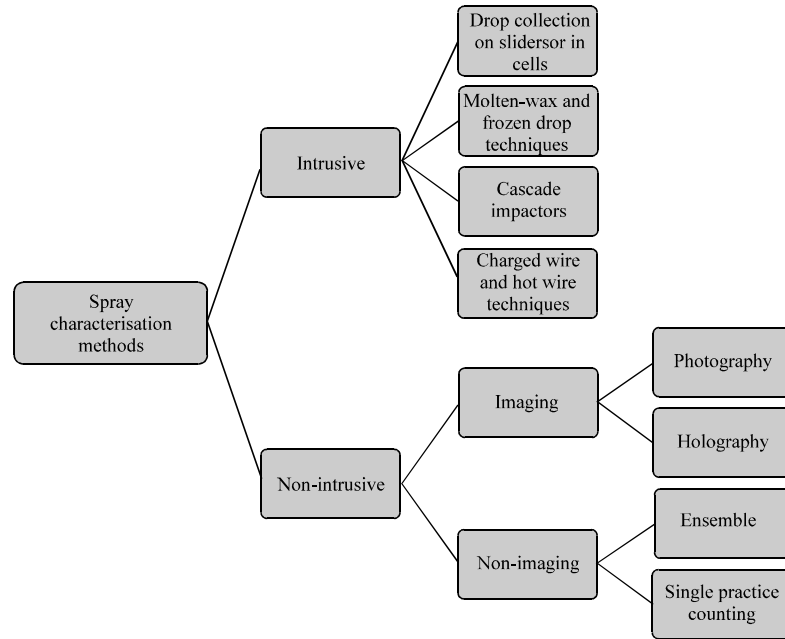 Drop collection
on slidersor in
cells
Molten-wax and
frozen drop
techniques
Intrusive
Cascade
impactors
Charged wire
and hot wire
techniques
Spray
characterisation
methods
Photography
Imaging
Holography
Non-intrusive
Ensemble
Non-imaging
Single practice
counting